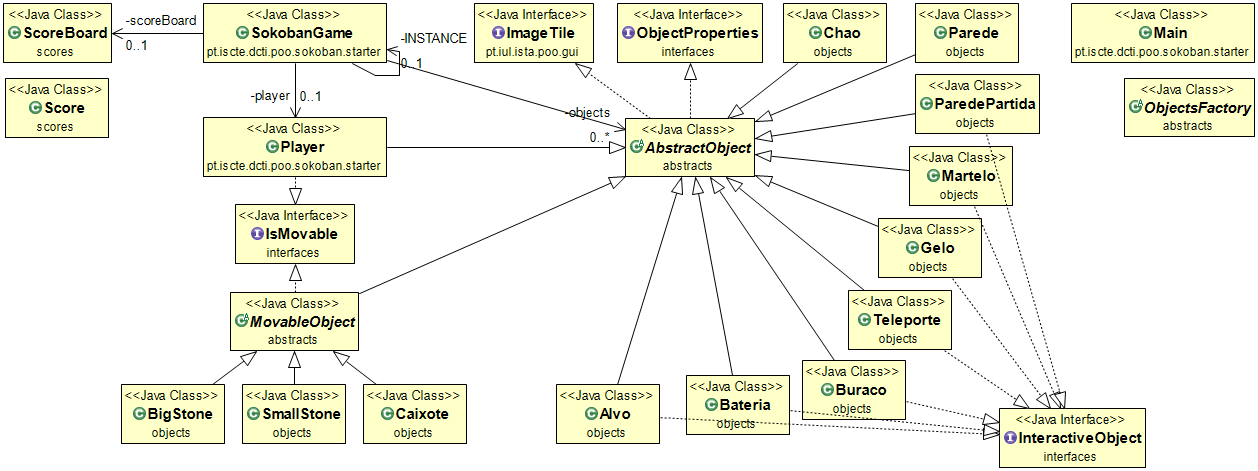 <<Java Class>>
ScoreBoard
scores
-scoreBoard
0..1
<<Java Class>>
SokobanGame
pt.iscte.dcti.poo.sokoban.starter
-INSTANCE
0..1
<<Java Interface>>
ImageTile
pt.iul.ista.poo.gui
<<Java Interface>>
ObjectProperties
interfaces
<<Java Class>>
Chao
objects
<<Java Class>>
Parede
objects
<<Java Class>>
Main
pt.iscte.dcti.poo.sokoban.starter
<<Java Class>>
Score
scores
-player
0..1
-objects
0..*
<<Java Class>>
ParedePartida
objects
<<Java Class>>
ObjectsFactory
abstracts
<<Java Class>>
Player
pt.iscte.dcti.poo.sokoban.starter
<<Java Class>>
AbstractObject
abstracts
<<Java Class>>
Martelo
objects
<<Java Interface>>
IsMovable
interfaces
<<Java Class>>
Gelo
objects
<<Java Class>>
MovableObject
abstracts
<<Java Class>>
Teleporte
objects
<<Java Class>>
BigStone
objects
<<Java Class>>
SmallStone
objects
<<Java Class>>
Caixote
objects
<<Java Class>>
Alvo
objects
<<Java Class>>
Bateria
objects
<<Java Class>>
Buraco
objects
<<Java Interface>>
InteractiveObject
interfaces